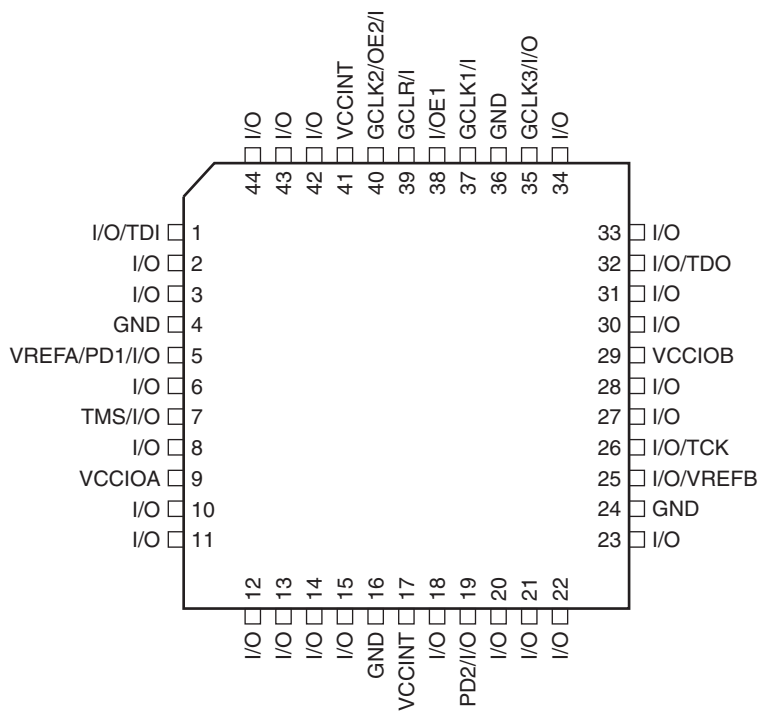 I/O
I/O
I/O
VCCINT
GCLK2/OE2/I
GCLR/I
I/OE1
GCLK1/I
GND
GCLK3/I/O
I/O
44
43
42
41
40
39
38
37
36
35
34
I/O/TDI 1
I/O 2
I/O 3
GND 4
VREFA/PD1/I/O 5
I/O 6
TMS/I/O 7
I/O 8
VCCIOA 9
I/O 10
I/O 11
33 I/O
32 I/O/TDO
31 I/O
30 I/O
29 VCCIOB
28 I/O
27 I/O
26 I/O/TCK
25 I/O/VREFB
24 GND
23 I/O
12
13
14
15
16
17
18
19
20
21
22
I/O
I/O
I/O
I/O
GND
VCCINT
I/O
PD2/I/O
I/O
I/O
I/O